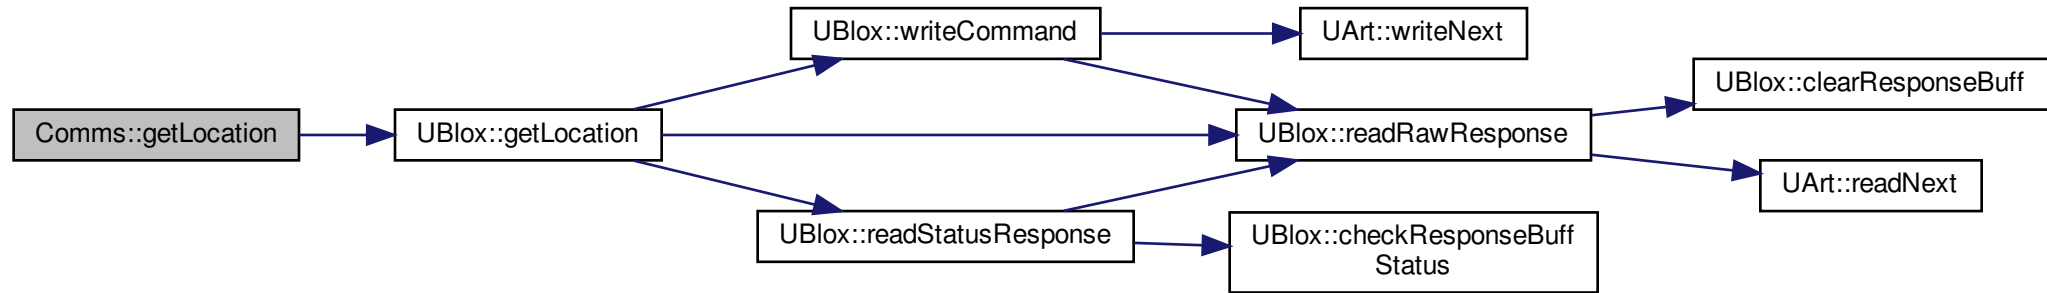 Comms::getLocation
UBlox::getLocation
UBlox::writeCommand
UArt::writeNext
UBlox::readRawResponse
UBlox::clearResponseBuff
UArt::readNext
UBlox::readStatusResponse
UBlox::checkResponseBuff
Status